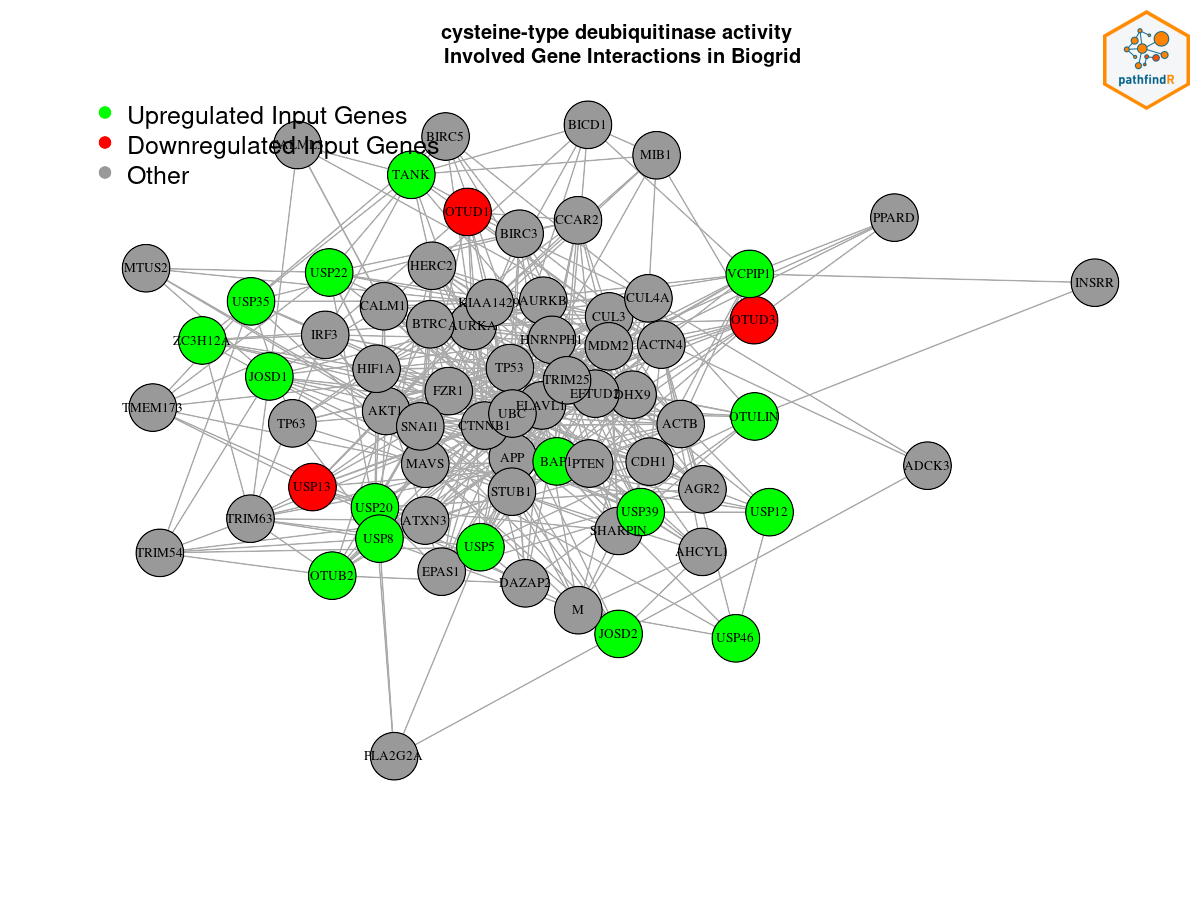 cysteine-type deubiquitinase activity
Involved Gene Interactions in Biogrid
pathfindR
Upregulated Input Genes
Downregulated Input Genes
Other
BICD1
BIRC5
MIB1
TANK
OTUD1
PPARD
CCAR2
BIRC3
HERC2
MTUS2
USP22
VCPIP1
INSRR
USP35
CALM1
KIAA1429
AURKB
CUL4A
CUL3
OTUD3
BTRC
AURKA
IRF3
ZC3H12A
HNRNPH1
MDM2
ACTN4
HIF1A
TP53
JOSD1
TRIM25
FZR1
EFTUD2
DHX9
TMEM173
AKT1
ELAVL1
UBC
OTULIN
TP63
SNAI1
CTNNB1
ACTB
APP
BAP1
PTEN
CDH1
MAVS
ADCK3
USP13
AGR2
STUB1
USP20
USP39
USP12
TRIM63
ATXN3
SHARPIN
USP8
USP5
TRIM54
AHCYL1
OTUB2
EPAS1
DAZAP2
M
JOSD2
USP46
PLA2G2A